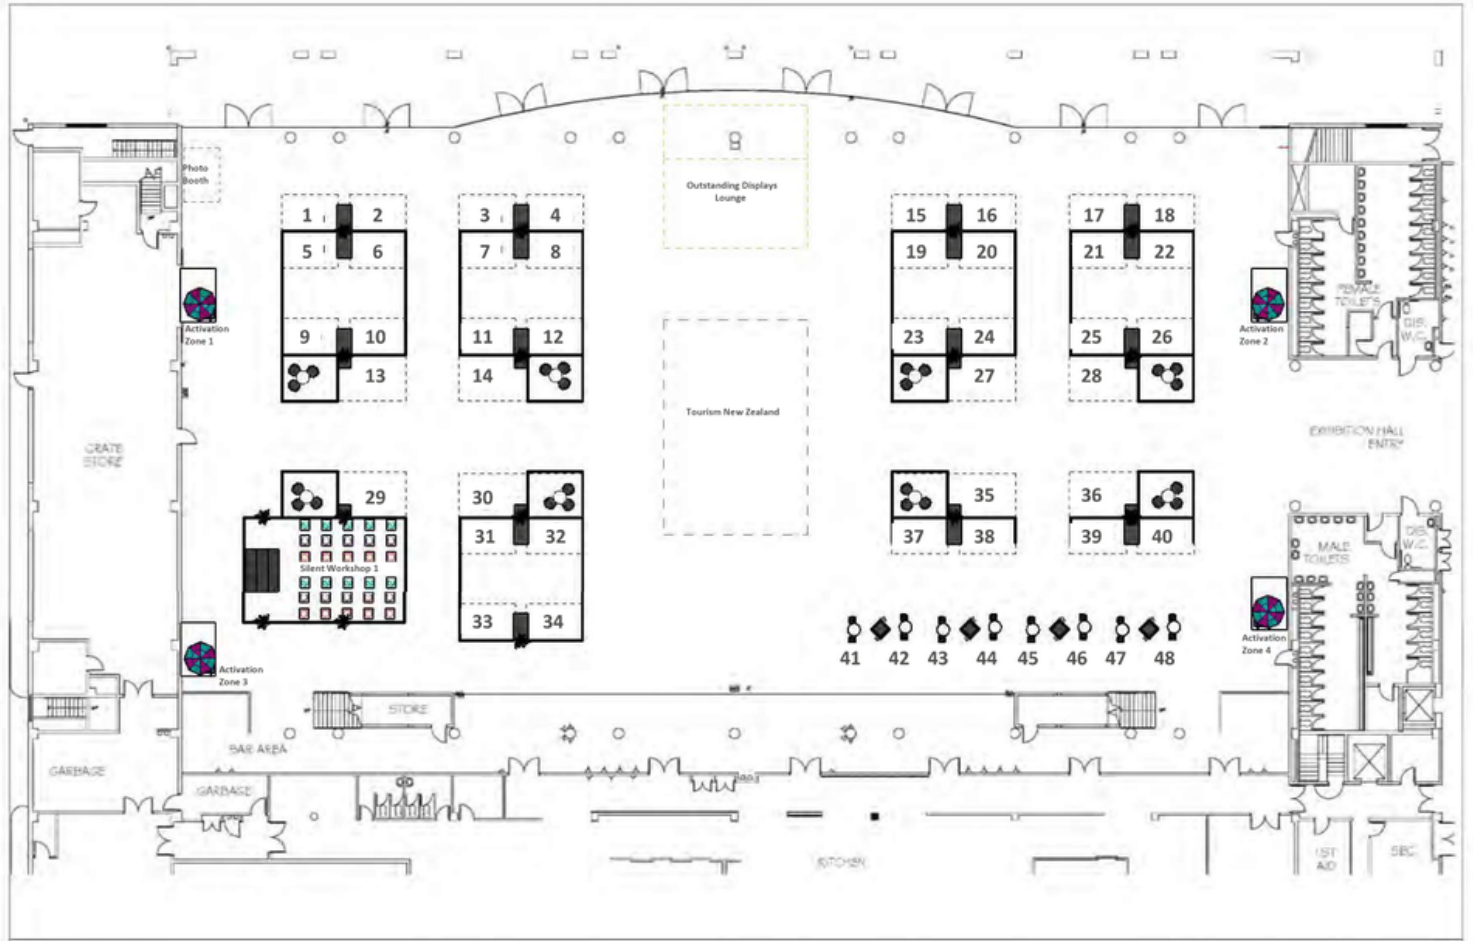 Photo
Booth
Outstanding Displays
Lounge
1 2 3 4 15 16 17 18
5 6 7 8 19 20 21 22
FEMALE
TOILETS
DIS.
W.C.
Activation
Zone 1
Activation
Zone 2
9 10 11 12 23 24 25 26
13 14 27 28
Tourism New Zealand
EXHIBITION HALL
ENTRY
CRATE
STORE
29 30 35 36
31 32 37 38 39 40
MALE
TOILETS
DIS.
W.C.
Silent Workshop 1
33 34
Activation
Zone 4
41 42 43 44 45 46 47 48
Activation
Zone 3
STORE
BAR AREA
GARBAGE
GARBAGE
KITCHEN
1ST
AID
SEC.